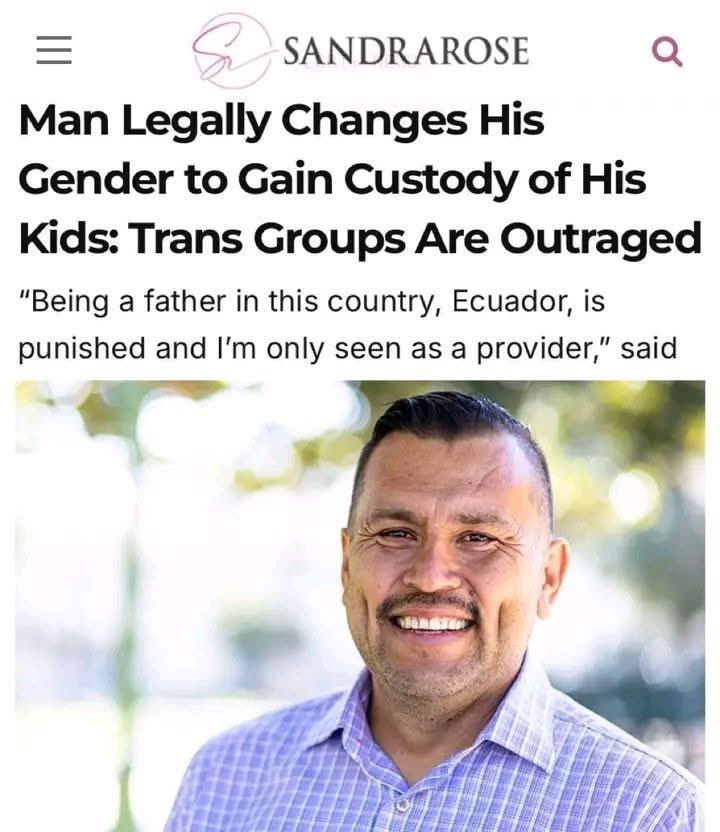 SANDRAROSE
Man Legally Changes His
Gender to Gain Custody of His
Kids: Trans Groups Are Outraged
“Being a father in this country, Ecuador, is
punished and I’m only seen as a provider,” said